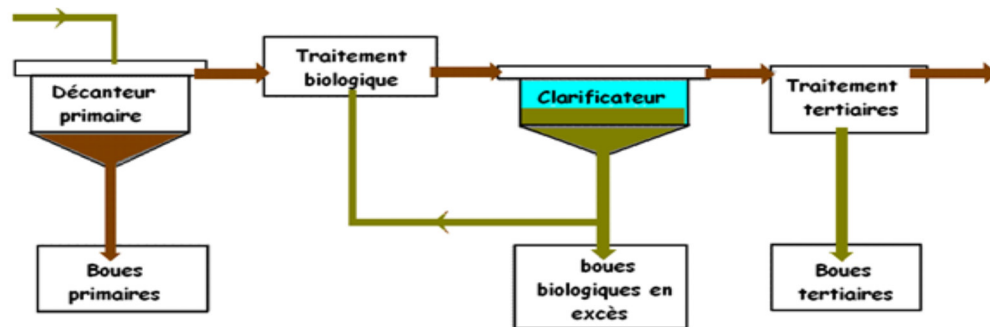 Décanteur
primaire
Traitement
biologique
Clarificateur
Traitement
tertiaires
Boues
primaires
boues
biologiques en
excès
Boues
tertiaires